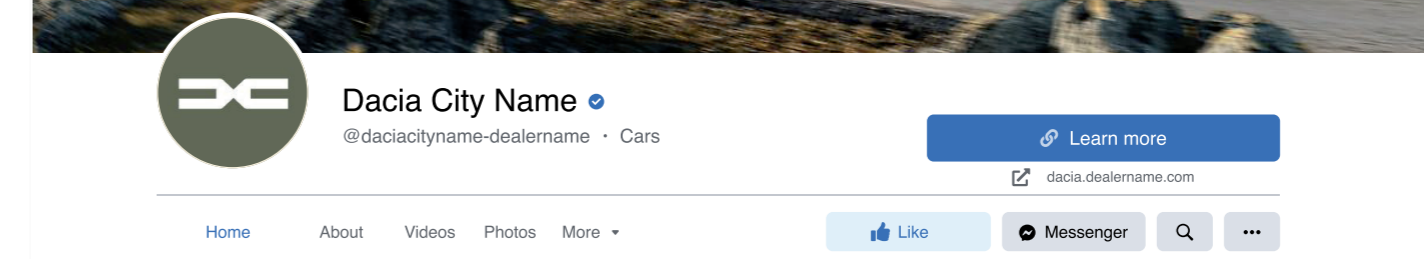 Dacia City Name
@daciacityname-dealername · Cars
Learn more
dacia.dealername.com
Home About Videos Photos More Like Messenger